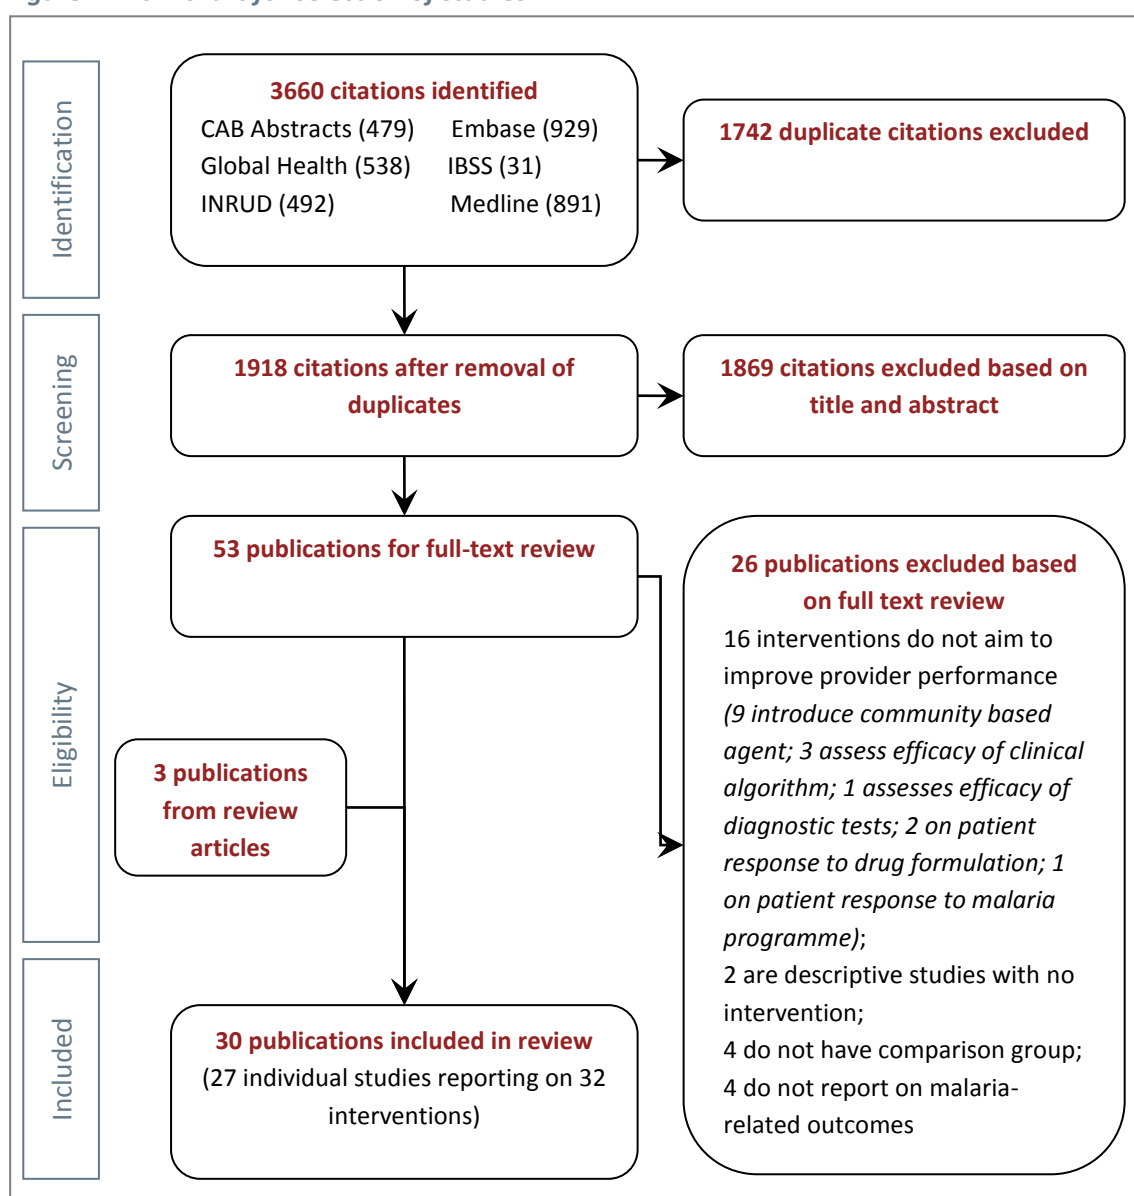 Identification
3660 citations identified
CAB Abstracts (479) Embase (929)
Global Health (538) IBSS (31)
INRUD (492) Medline (891)
1742 duplicate citations excluded
Screening
1918 citations after removal of
duplicates
1869 citations excluded based on
title and abstract
Eligibility
53 publications for full-text review
26 publications excluded based
on full text review
16 interventions do not aim to
improve provider performance
(9 introduce community based
agent; 3 assess efficacy of clinical
algorithm; 1 assesses efficacy of
diagnostic tests; 2 on patient
response to drug formulation; 1
on patient response to malaria
programme);
2 are descriptive studies with no
intervention;
4 do not have comparison group;
4 do not report on malaria-
related outcomes
3 publications
from review
articles
Included
30 publications included in review
(27 individual studies reporting on 32
interventions)